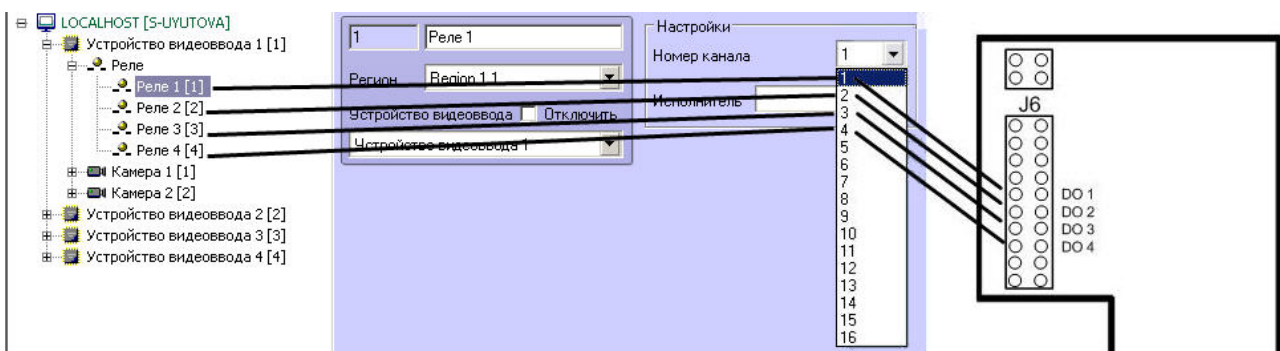 LOCALHOST [S-UYUTOVA]
Устройство видеоввода 1 [1]
Реле
Реле 1 [1]
Реле 2 [2]
Реле 3 [3]
Реле 4 [4]
Камера 1 [1]
Камера 2 [2]
Устройство видеоввода 2 [2]
Устройство видеоввода 3 [3]
Устройство видеоввода 4 [4]
1 Реле 1
Регион Region 1.1
Устройство видеоввода Отключить
Устройство видеоввода 1
Настройки
Номер канала 1
Исполнитель
1
2
3
4
5
6
7
8
9
10
11
12
13
14
15
16
J6
DO 1
DO 2
DO 3
DO 4